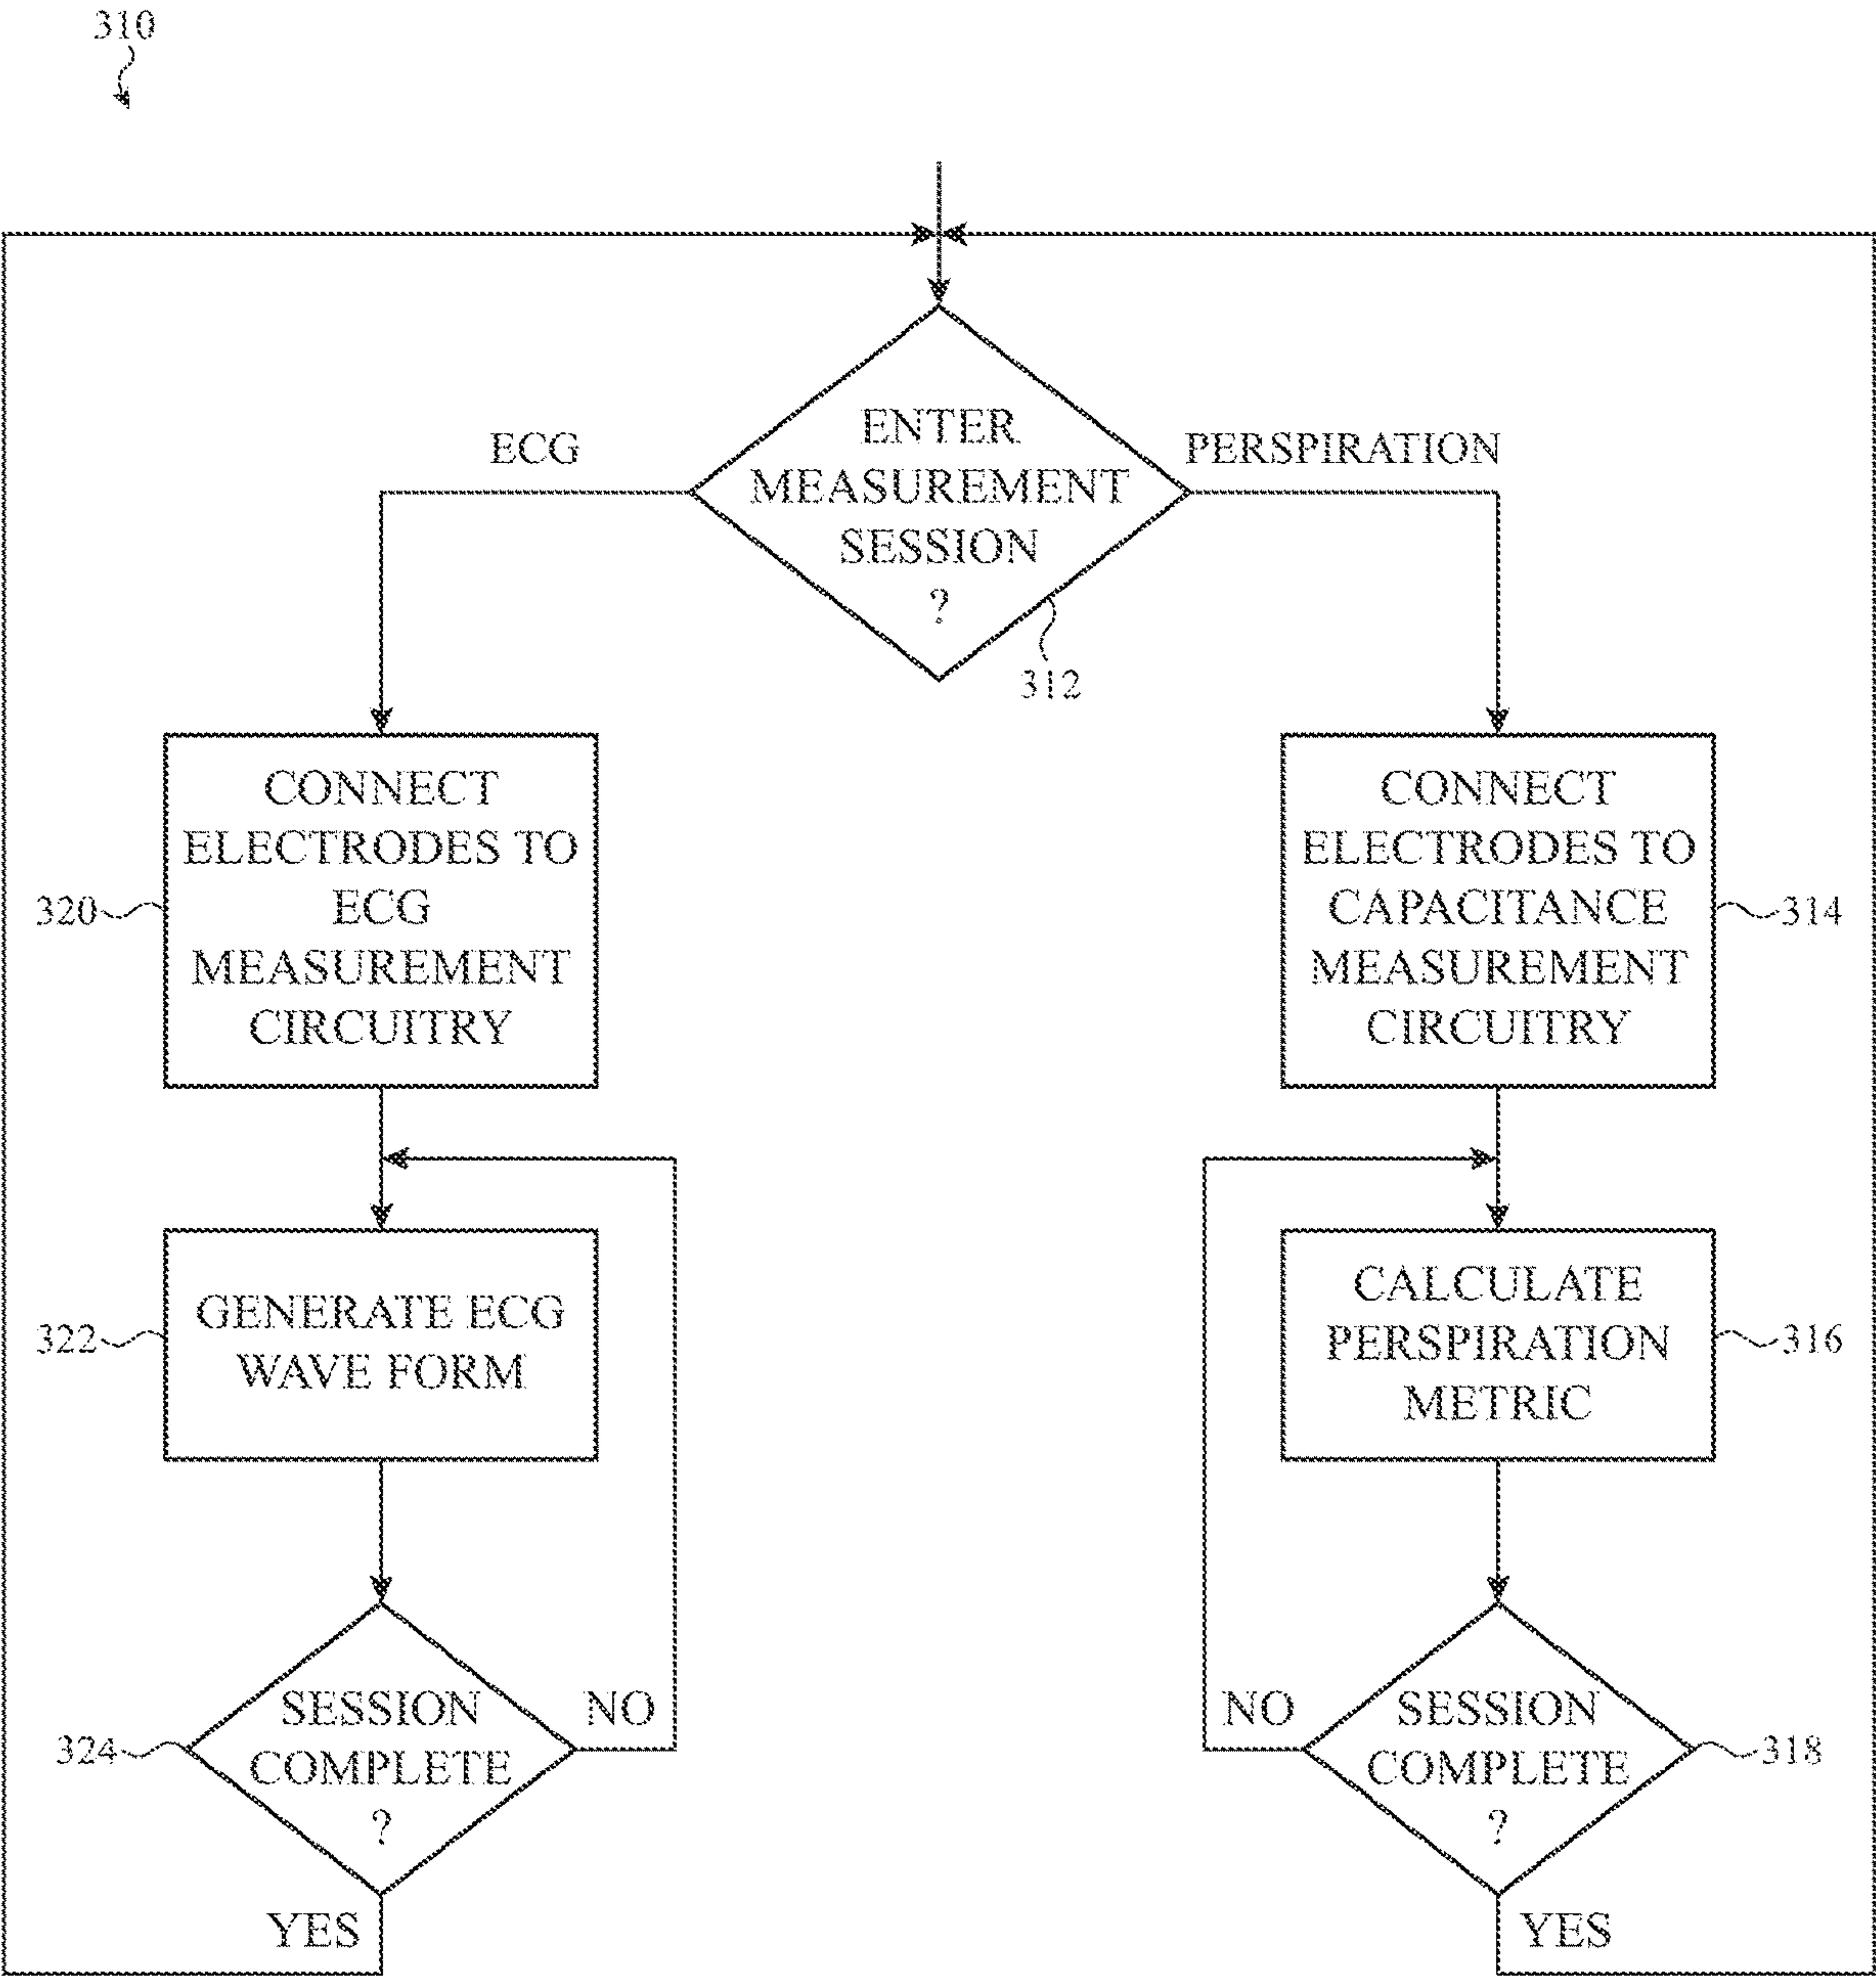 310
ENTER
MEASUREMENT
SESSION
?
312
ECG
PERSPIRATION
CONNECT
ELECTRODES TO
ECG
MEASUREMENT
CIRCUITRY
320
CONNECT
ELECTRODES TO
CAPACITANCE
MEASUREMENT
CIRCUITRY
314
GENERATE ECG
WAVE FORM
322
CALCULATE
PERSPIRATION
METRIC
316
SESSION
COMPLETE
?
324
NO
YES
SESSION
COMPLETE
?
318
NO
YES